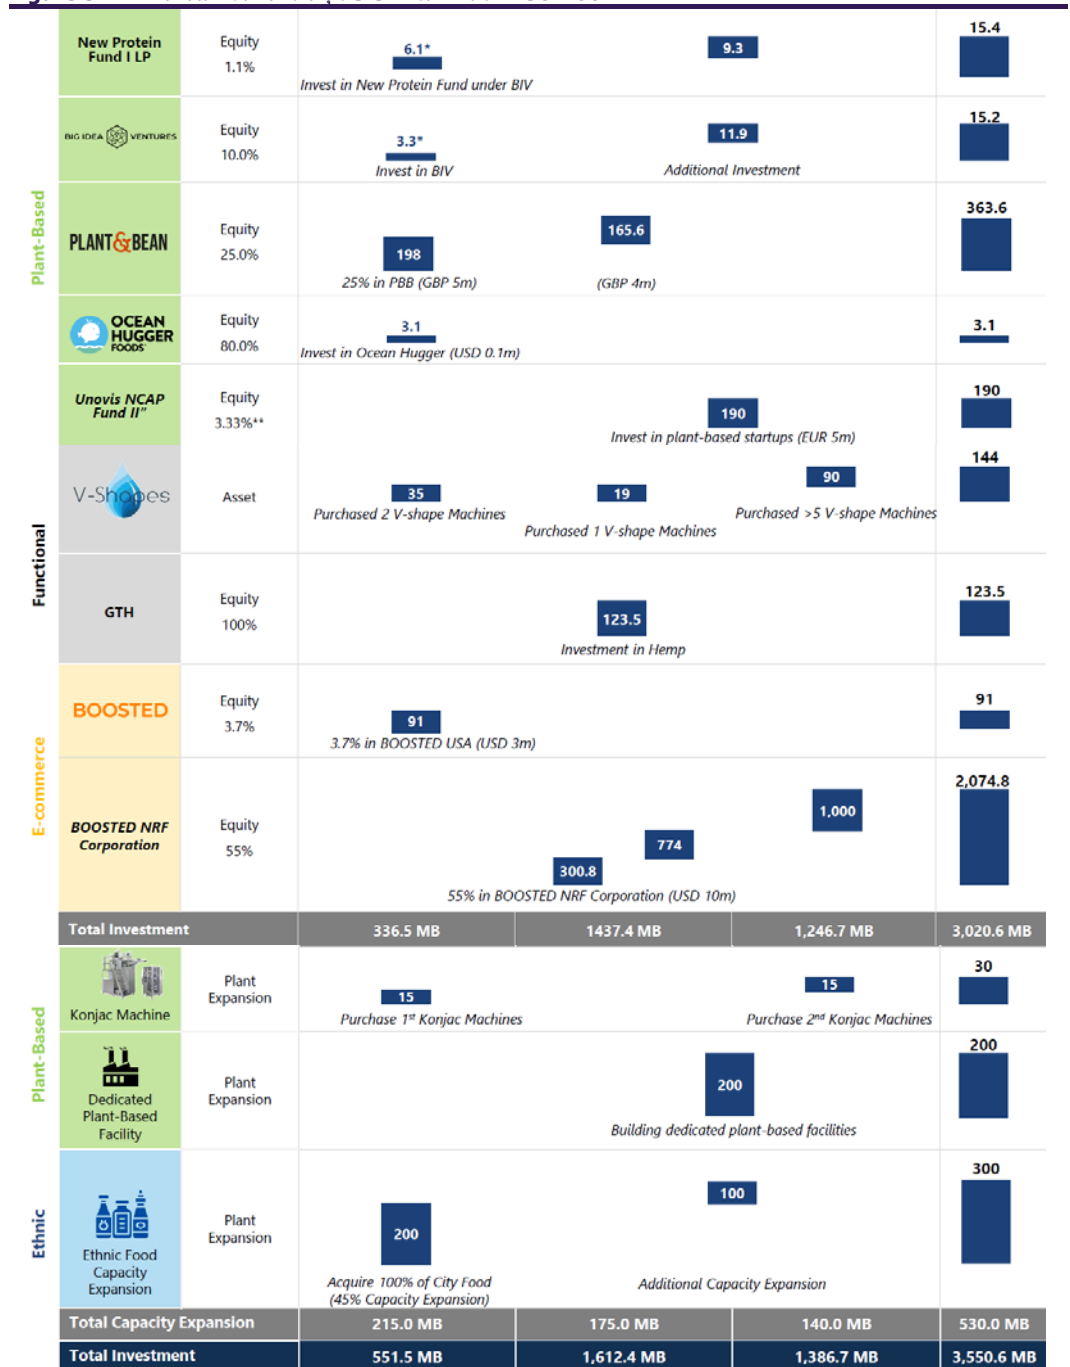 New Protein
Fund I LP
Equity
1.1%
6.1*
Invest in New Protein Fund under BIV
9.3
15.4
BIG IDEA VENTURES
Equity
10.0%
3.3*
Invest in BIV
11.9
Additional Investment
15.2
Plant-Based
PLANT&BEAN
Equity
25.0%
198
25% in PBB (GBP 5m)
165.6
(GBP 4m)
363.6
OCEAN
HUGGER
FOODS
Equity
80.0%
3.1
Invest in Ocean Hugger (USD 0.1m)
3.1
Unovis NCAP
Fund II"
Equity
3.33%**
190
Invest in plant-based startups (EUR 5m)
190
Functional
V-Shapes
Asset
35
Purchased 2 V-shape Machines
19
Purchased 1 V-shape Machines
90
Purchased >5 V-shape Machines
144
GTH
Equity
100%
123.5
Investment in Hemp
123.5
E-commerce
BOOSTED
Equity
3.7%
91
3.7% in BOOSTED USA (USD 3m)
91
BOOSTED NRF
Corporation
Equity
55%
300.8
774
1,000
55% in BOOSTED NRF Corporation (USD 10m)
2,074.8
Total Investment 336.5 MB 1437.4 MB 1,246.7 MB 3,020.6 MB
Plant-Based
Konjac Machine
Plant
Expansion
15
Purchase 1st Konjac Machines
15
Purchase 2nd Konjac Machines
30
Dedicated
Plant-Based
Facility
Plant
Expansion
200
Building dedicated plant-based facilities
200
Ethnic
Ethnic Food
Capacity
Expansion
Plant
Expansion
200
Acquire 100% of City Food
(45% Capacity Expansion)
100
Additional Capacity Expansion
300
Total Capacity Expansion 215.0 MB 175.0 MB 140.0 MB 530.0 MB
Total Investment 551.5 MB 1,612.4 MB 1,386.7 MB 3,550.6 MB